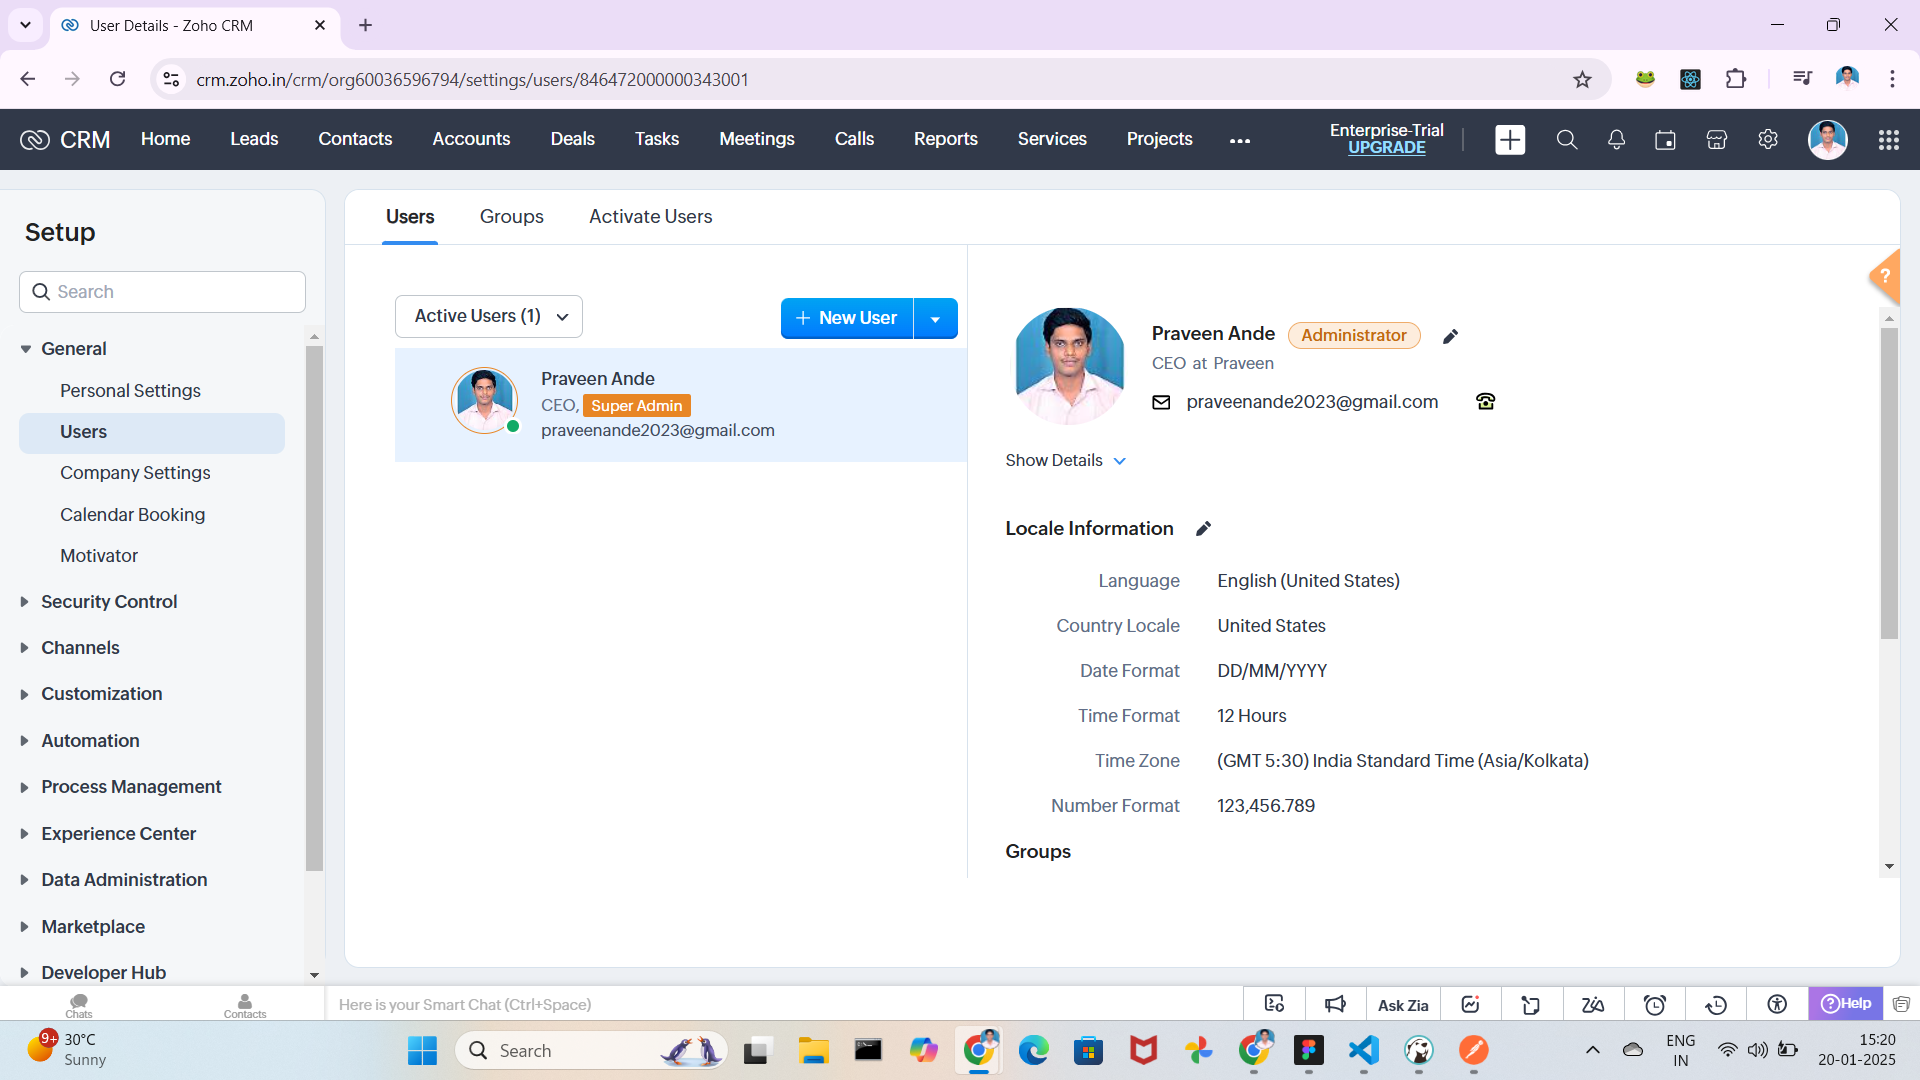 User Details - Zoho CRM
crm.zoho.in/crm/org60036596794/settings/users/846472000000343001
CRM Home Leads Contacts Accounts Deals Tasks Meetings Calls Reports Services Projects ...
Enterprise-Trial
UPGRADE
Setup
Search
General
Personal Settings
Users
Company Settings
Calendar Booking
Motivator
Security Control
Channels
Customization
Automation
Process Management
Experience Center
Data Administration
Marketplace
Developer Hub
Users Groups Activate Users
Active Users (1)
+ New User
Praveen Ande
CEO, Super Admin
praveenande2023@gmail.com
?
Praveen Ande Administrator
CEO at Praveen
praveenande2023@gmail.com
Show Details
Locale Information
Language English (United States)
Country Locale United States
Date Format DD/MM/YYYY
Time Format 12 Hours
Time Zone (GMT 5:30) India Standard Time (Asia/Kolkata)
Number Format 123,456.789
Groups
Chats
Contacts
Here is your Smart Chat (Ctrl+Space)
Ask Zia
?Help
9+
30°C
Sunny
Search
ENG
IN
15:20
20-01-2025